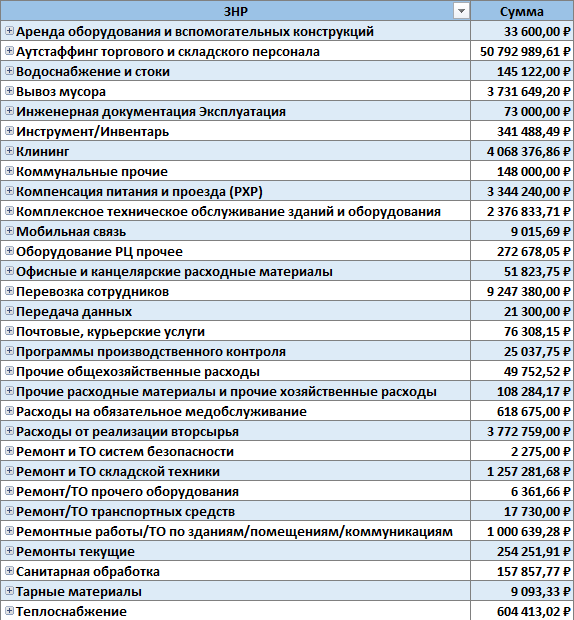 ЗНР Сумма
Аренда оборудования и вспомогательных конструкций 33 600,00 ₽
Аутстаффинг торгового и складского персонала 50 792 989,61 ₽
Водоснабжение и стоки 145 122,00 ₽
Вывоз мусора 3 731 649,20 ₽
Инженерная документация Эксплуатация 73 000,00 ₽
Инструмент/Инвентарь 341 488,49 ₽
Клининг 4 068 376,86 ₽
Коммунальные прочие 148 000,00 ₽
Компенсация питания и проезда (РХР) 3 344 240,00 ₽
Комплексное техническое обслуживание зданий и оборудования 2 376 833,71 ₽
Мобильная связь 9 015,69 ₽
Оборудование РЦ прочее 272 678,05 ₽
Офисные и канцелярские расходные материалы 51 823,75 ₽
Перевозка сотрудников 9 247 380,00 ₽
Передача данных 21 300,00 ₽
Почтовые, курьерские услуги 76 308,15 ₽
Программы производственного контроля 25 037,75 ₽
Прочие общехозяйственные расходы 49 752,52 ₽
Прочие расходные материалы и прочие хозяйственные расходы 108 284,17 ₽
Расходы на обязательное медобслуживание 618 675,00 ₽
Расходы от реализации вторсырья 3 772 759,00 ₽
Ремонт и ТО систем безопасности 2 275,00 ₽
Ремонт и ТО складской техники 1 257 281,68 ₽
Ремонт/ТО прочего оборудования 6 361,66 ₽
Ремонт/ТО транспортных средств 17 730,00 ₽
Ремонтные работы/ТО по зданиям/помещениям/коммуникациям 1 000 639,28 ₽
Ремонты текущие 254 251,91 ₽
Санитарная обработка 157 857,77 ₽
Тарные материалы 9 093,33 ₽
Теплоснабжение 604 413,02 ₽